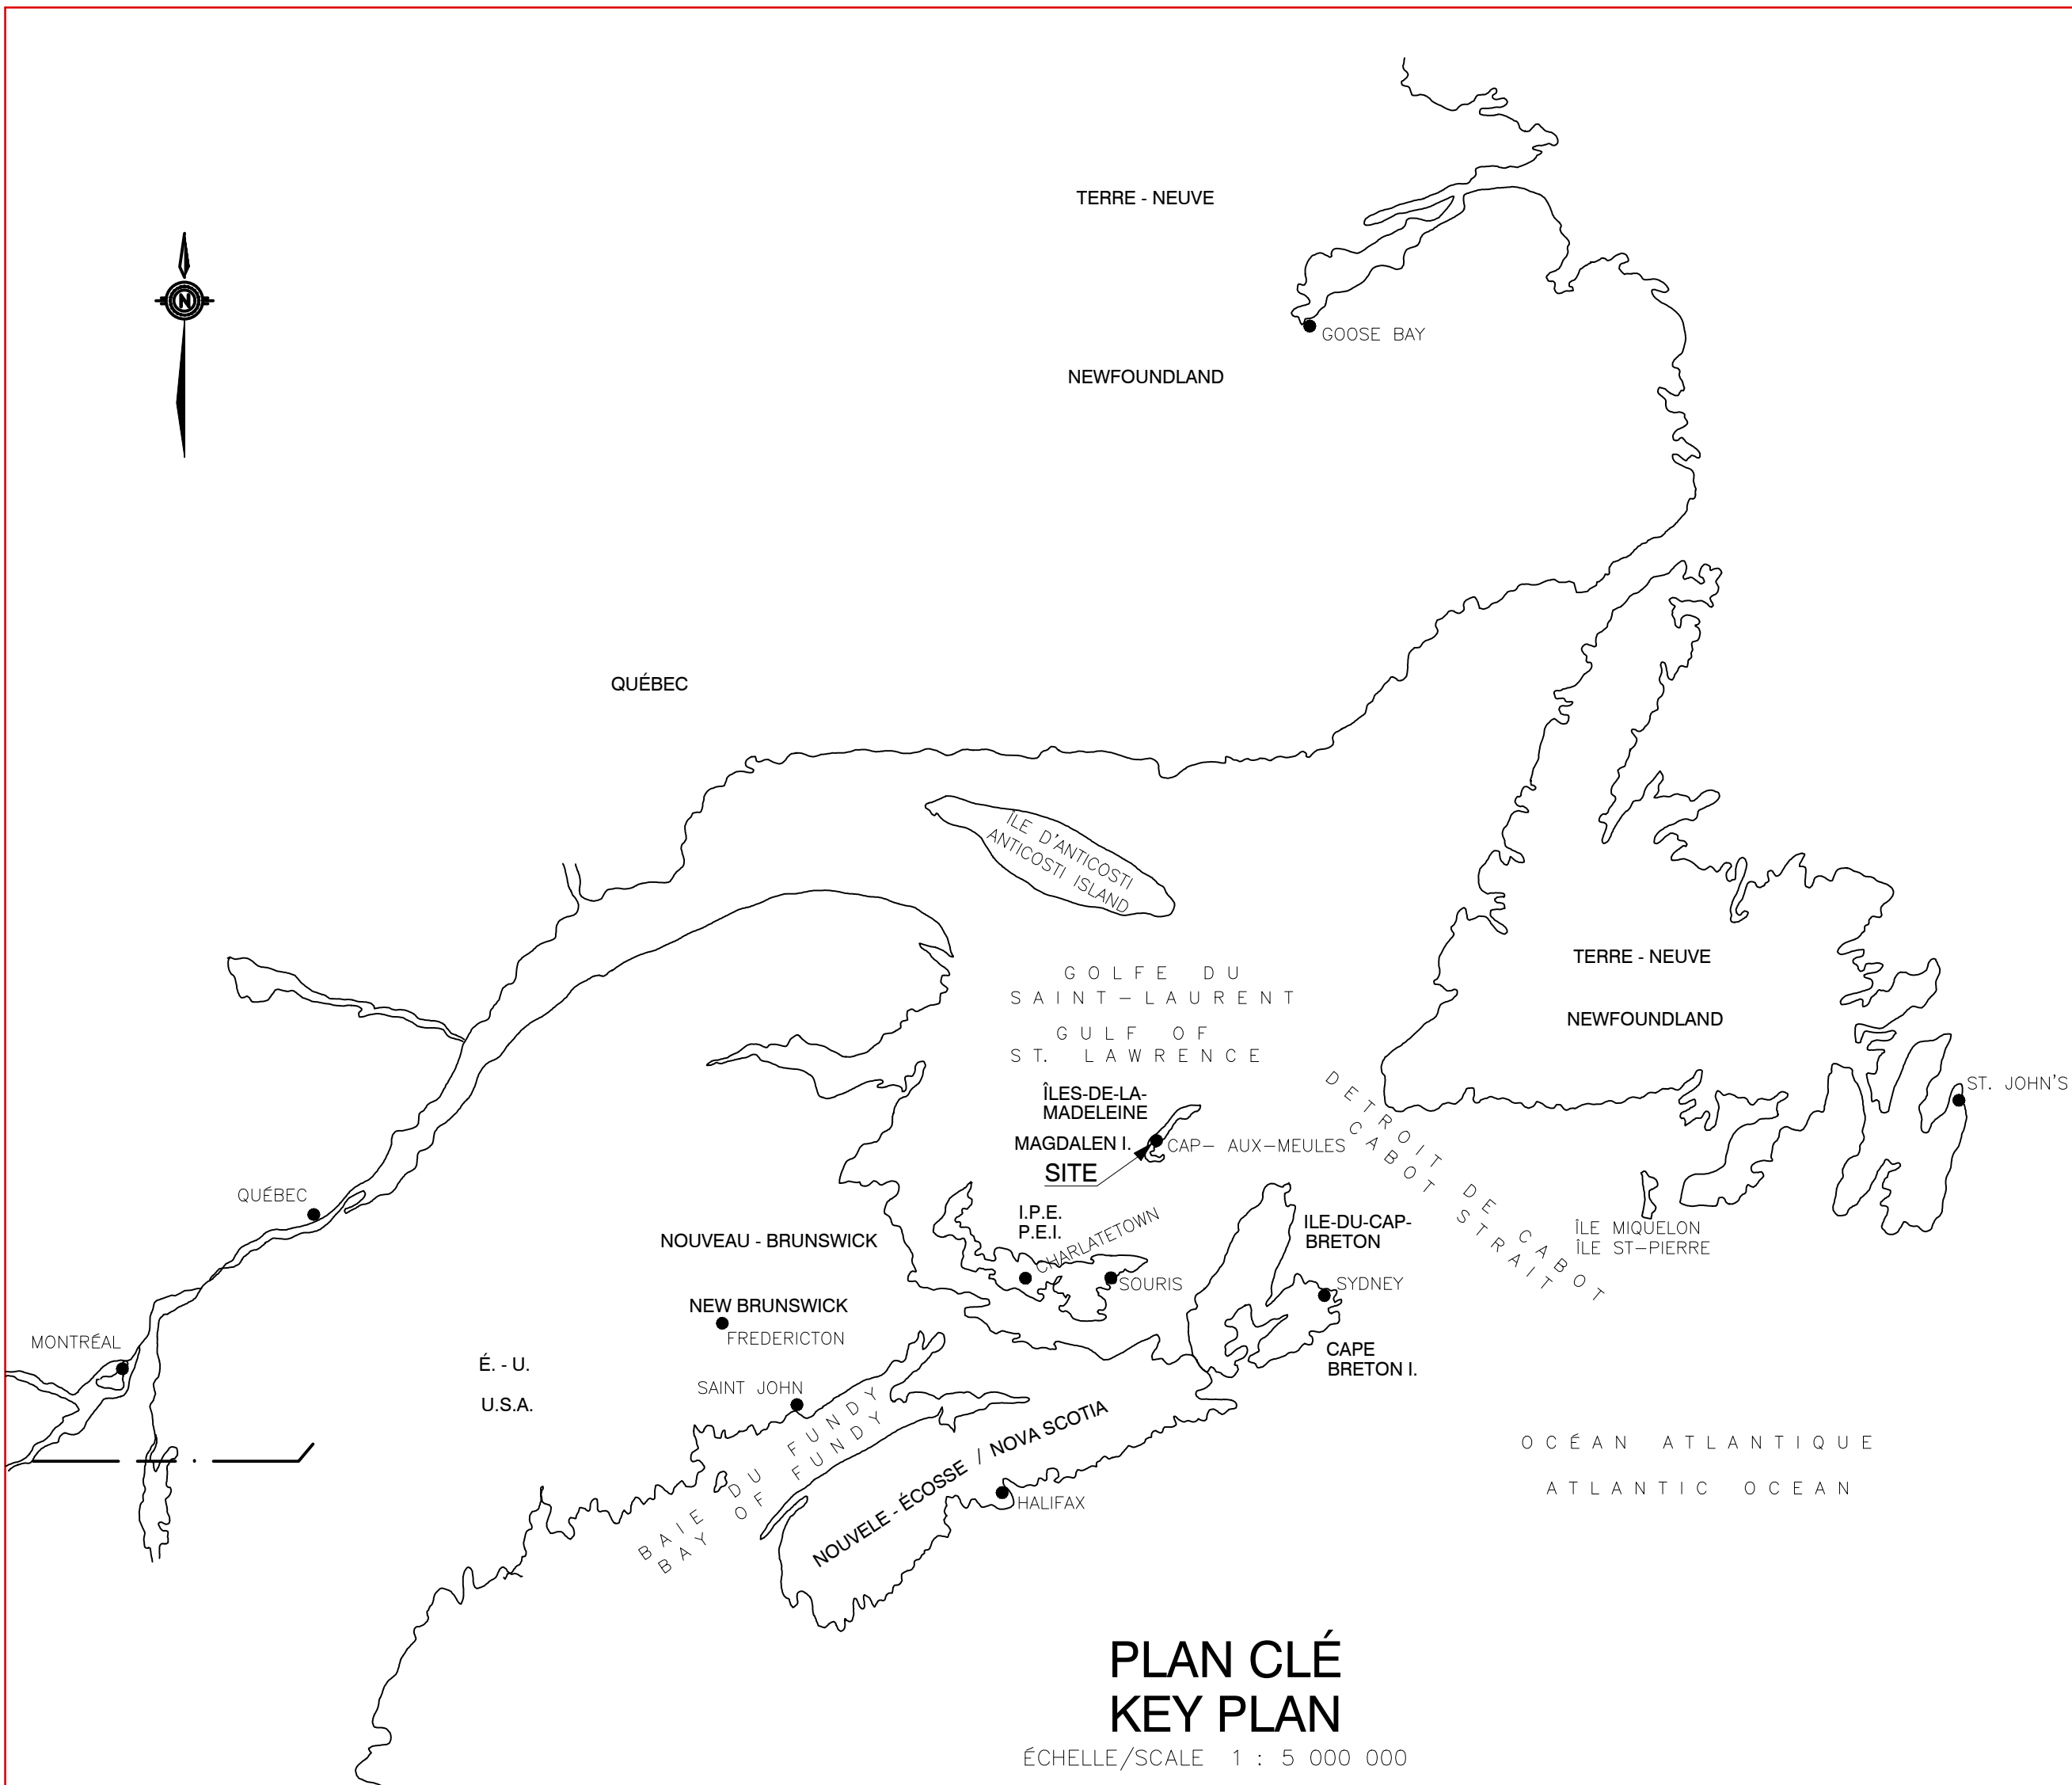 TERRE - NEUVE
N
GOOSE BAY
NEWFOUNDLAND
QUÉBEC
ÎLE D'ANTICOSTI
ANTICOSTI ISLAND
TERRE - NEUVE
NEWFOUNDLAND
GOLFE DU
SAINT-LAURENT
GULF OF
ST. LAWRENCE
ÎLES-DE-LA-
MADELEINE
MAGDALEN I.
CAP- AUX-MEULES
SITE
DETROIT DE CABOT
CABOT STRAIT
ST. JOHN'S
QUÉBEC
I.P.E.
P.E.I.
CHARLATETOWN
SOURIS
ILE-DU-CAP-
BRETON
SYDNEY
CAPE
BRETON I.
ÎLE MIQUELON
ÎLE ST-PIERRE
NOUVEAU - BRUNSWICK
NEW BRUNSWICK
FREDERICTON
MONTRÉAL
É. - U.
U.S.A.
SAINT JOHN
BAIE DU FUNDY
BAY OF FUNDY
NOUVELE - ÉCOSSE / NOVA SCOTIA
HALIFAX
OCÉAN ATLANTIQUE
ATLANTIC OCEAN
PLAN CLÉ
KEY PLAN
ÉCHELLE/SCALE 1 : 5 000 000